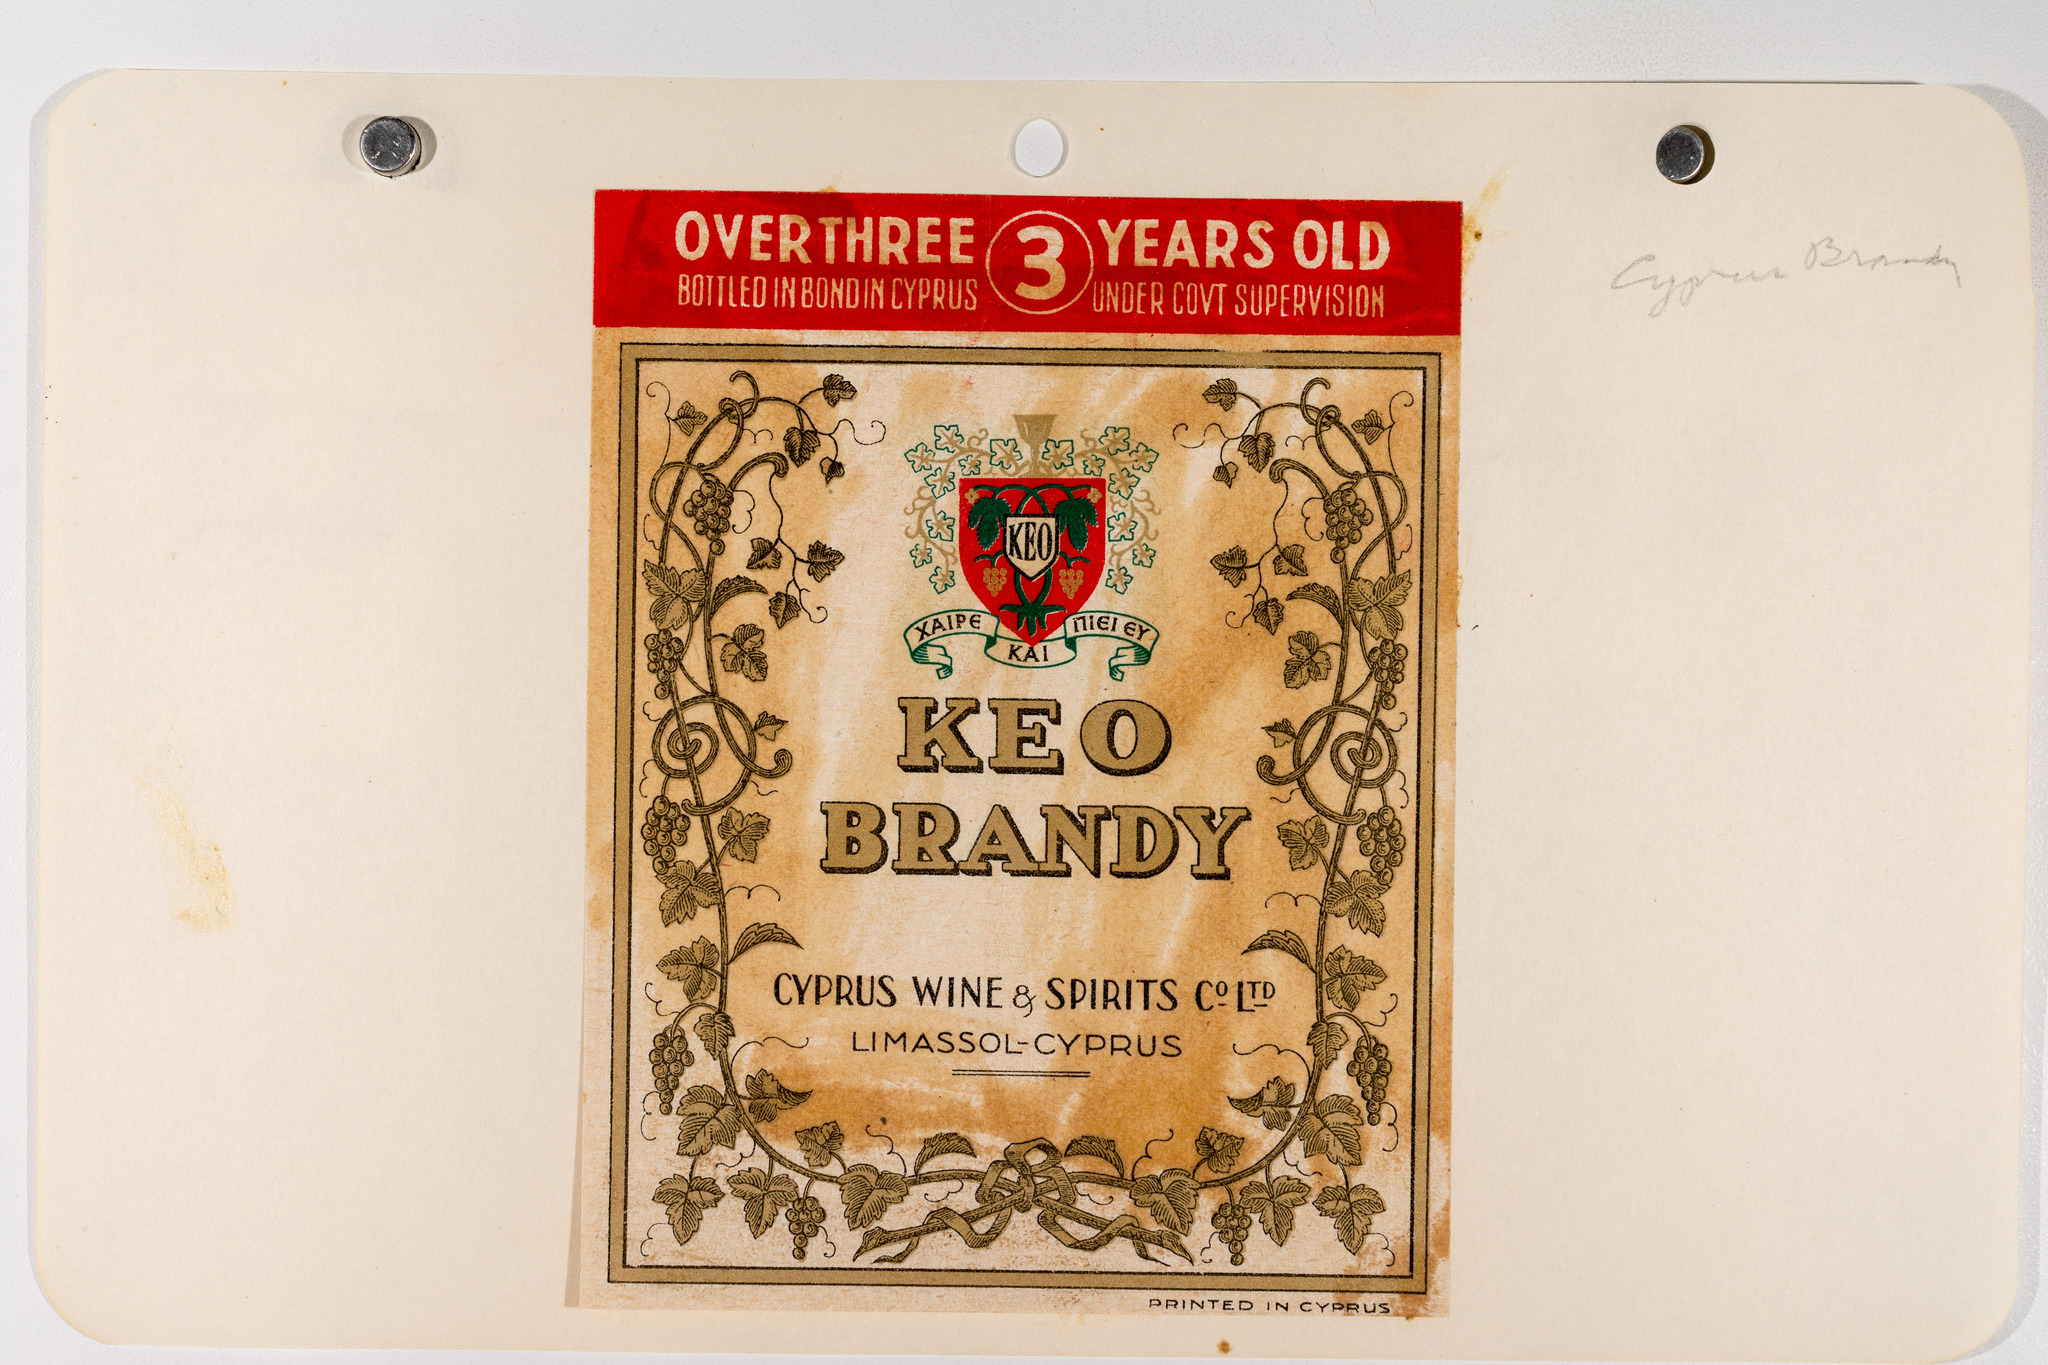 OVER THREE 3 YEARS OLD
BOTTLED IN BOND IN CYPRUS UNDER GOVT SUPERVISION
Cyprus Brandy
KEO
ΧΑΙΡΕ ΚΑΙ ΠΙΕΙ ΕΥ
KEO
BRANDY
CYPRUS WINE & SPIRITS CO LTD
LIMASSOL-CYPRUS
PRINTED IN CYPRUS